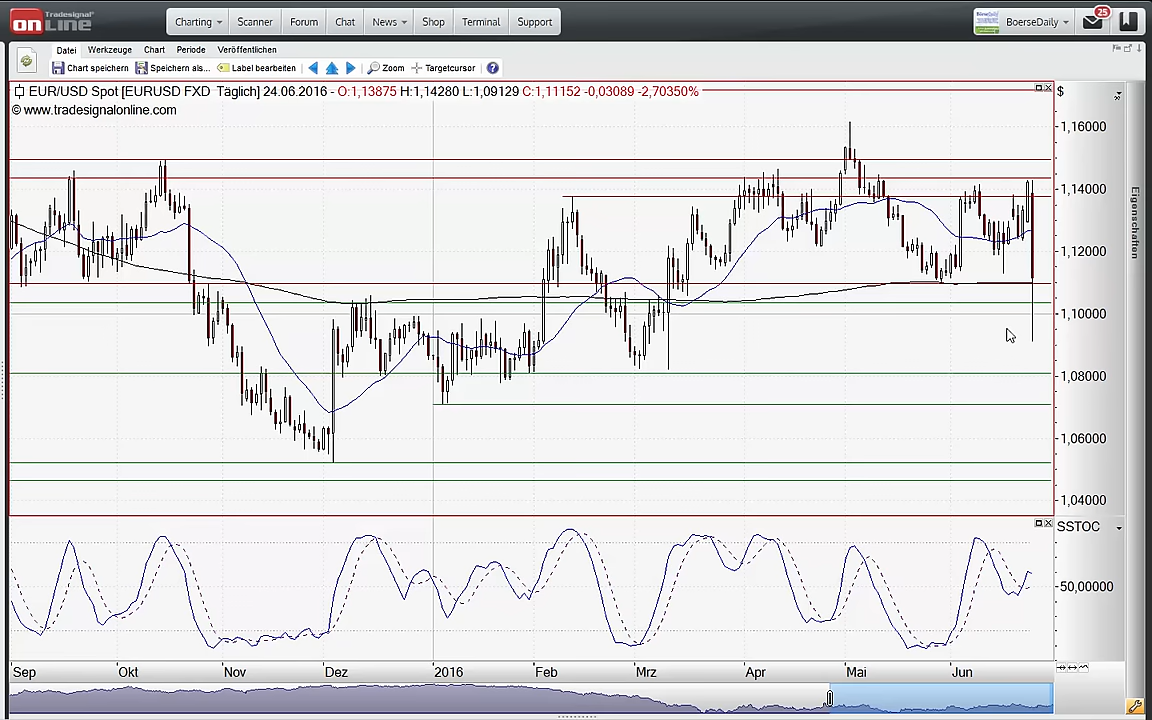 Tradesignal
onLine
Charting
Scanner
Forum
Chat
News
Shop
Terminal
Support
BoerseDaily
25
Datei Werkzeuge Chart Periode Veröffentlichen
Chart speichern Speichern als... Label bearbeiten Zoom Targetcursor
EUR/USD Spot [EURUSD FXD Täglich] 24.06.2016 - O:1,13875 H:1,14280 L:1,09129 C:1,11152 -0,03089 -2,70350%
© www.tradesignalonline.com
$
1,16000
1,14000
1,12000
1,10000
1,08000
1,06000
1,04000
Eigenschaften
SSTOC
50,00000
Sep Okt Nov Dez 2016 Feb Mrz Apr Mai Jun